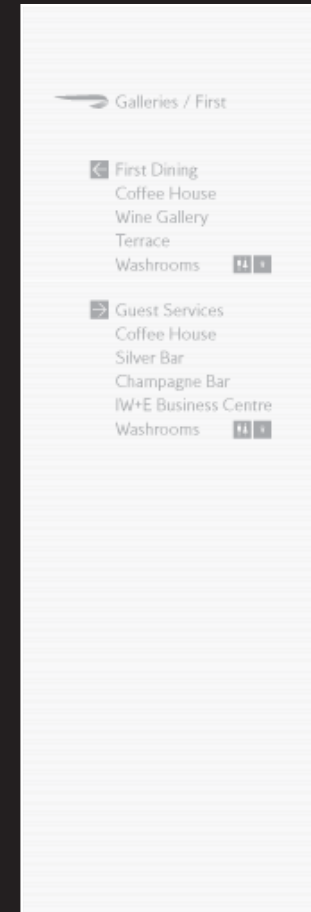 Galleries / First
First Dining
Coffee House
Wine Gallery
Terrace
Washrooms
Guest Services
Coffee House
Silver Bar
Champagne Bar
IW+E Business Centre
Washrooms